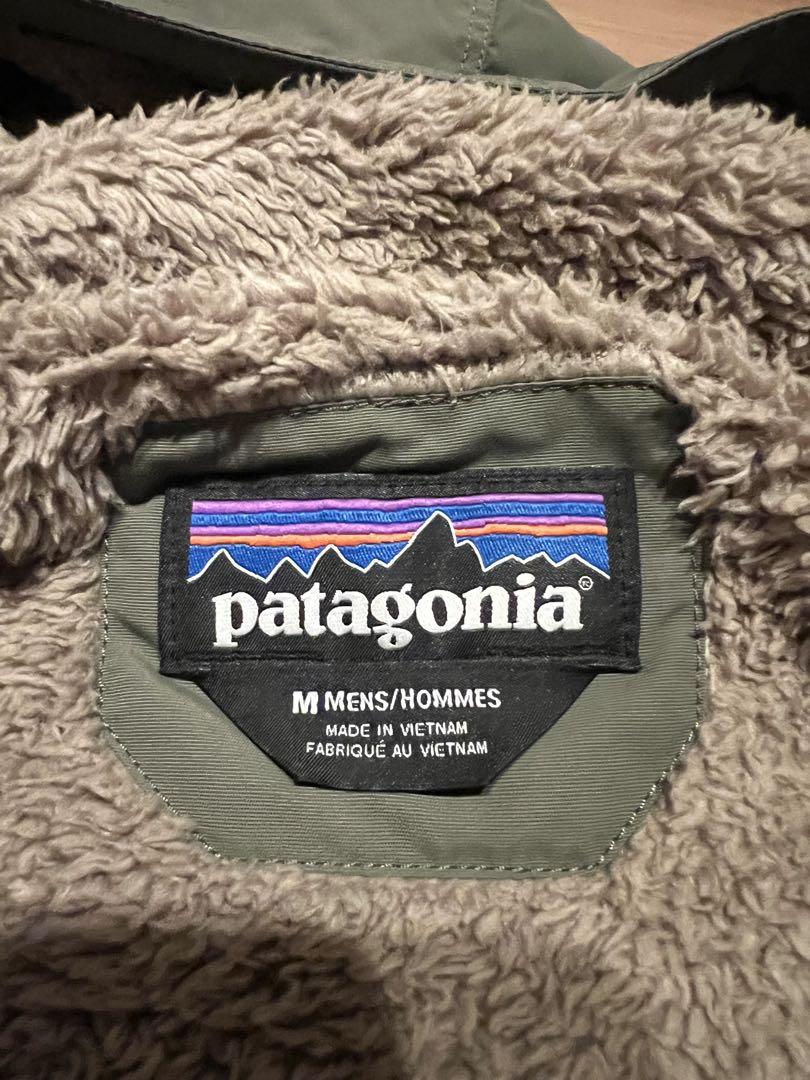 patagonia®
M MENS/HOMMES
MADE IN VIETNAM
FABRIQUÉ AU VIETNAM